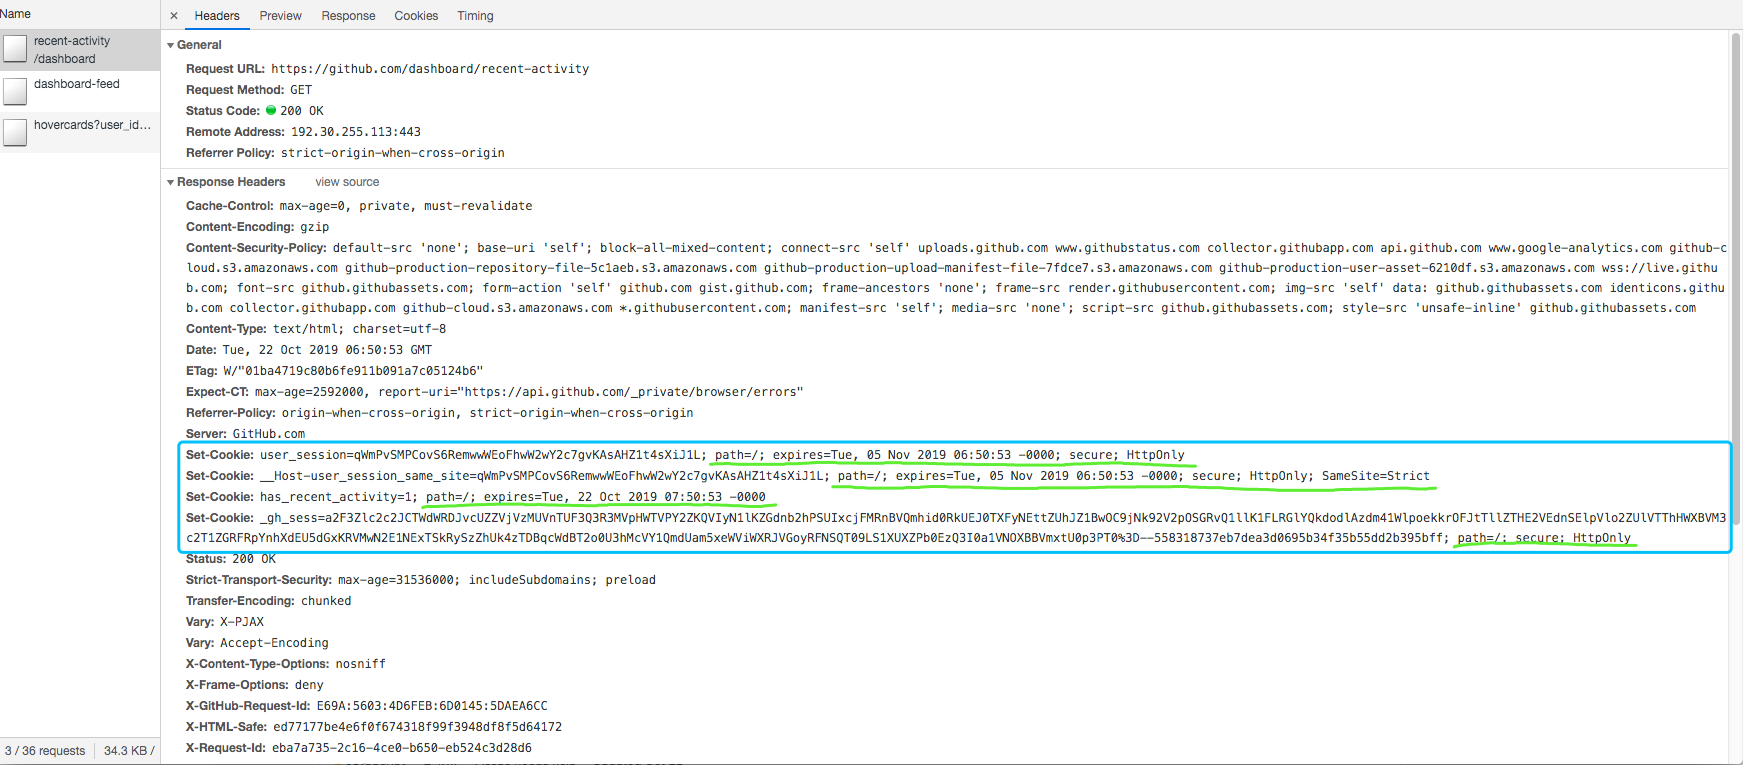 Name
× Headers Preview Response Cookies Timing
recent-activity
/dashboard
dashboard-feed
hovercards?user_id…
General
Request URL: https://github.com/dashboard/recent-activity
Request Method: GET
Status Code: 200 OK
Remote Address: 192.30.255.113:443
Referrer Policy: strict-origin-when-cross-origin
Response Headers view source
Cache-Control: max-age=0, private, must-revalidate
Content-Encoding: gzip
Content-Security-Policy: default-src 'none'; base-uri 'self'; block-all-mixed-content; connect-src 'self' uploads.github.com www.githubstatus.com collector.githubapp.com api.github.com www.google-analytics.com github-c
loud.s3.amazonaws.com github-production-repository-file-5c1aeb.s3.amazonaws.com github-production-upload-manifest-file-7fdce7.s3.amazonaws.com github-production-user-asset-6210df.s3.amazonaws.com wss://live.githu
b.com; font-src github.githubassets.com; form-action 'self' github.com gist.github.com; frame-ancestors 'none'; frame-src render.githubusercontent.com; img-src 'self' data: github.githubassets.com identicons.githu
b.com collector.githubapp.com github-cloud.s3.amazonaws.com *.githubusercontent.com; manifest-src 'self'; media-src 'none'; script-src github.githubassets.com; style-src 'unsafe-inline' github.githubassets.com
Content-Type: text/html; charset=utf-8
Date: Tue, 22 Oct 2019 06:50:53 GMT
ETag: W/"01ba4719c80b6fe911b091a7c05124b6"
Expect-CT: max-age=2592000, report-uri="https://api.github.com/_private/browser/errors"
Referrer-Policy: origin-when-cross-origin, strict-origin-when-cross-origin
Server: GitHub.com
Set-Cookie: user_session=qWmPvSMPCovS6RemwwWEoFhwW2wY2c7gvKAsAHZ1t4sXiJ1L; path=/; expires=Tue, 05 Nov 2019 06:50:53 -0000; secure; HttpOnly
Set-Cookie: __Host-user_session_same_site=qWmPvSMPCovS6RemwwWEoFhwW2wY2c7gvKAsAHZ1t4sXiJ1L; path=/; expires=Tue, 05 Nov 2019 06:50:53 -0000; secure; HttpOnly; SameSite=Strict
Set-Cookie: has_recent_activity=1; path=/; expires=Tue, 22 Oct 2019 07:50:53 -0000
Set-Cookie: _gh_sess=a2F3Zlc2c2JCTWdWRDJvcUZZVjVzMUVnTUF3Q3R3MVpHWTVPY2ZKQVIyN1lKZGdnb2hPSUIxcjFMRnBVQmhid0RkUEJ0TXFyNEttZUhJZ1BwOC9jNk92V2pOSGRvQ1llK1FLRGlYQkdodlAzdm41WlpoekkrOFJtTllZTHE2VEdnSElpVlo2ZUlVTThHWXBVM3
c2T1ZGRFRpYnhXdEU5dGxKRVMwN2E1NExTSkRySzZhUk4zTDBqcWdBT2o0U3hMcVY1QmdUam5xeWViWXRJVGoyRFNSQT09LS1XUXZPb0EzQ3I0a1VNOXBBVmxtU0p3PT0%3D--558318737eb7dea3d0695b34f35b55dd2b395bff; path=/; secure; HttpOnly
Status: 200 OK
Strict-Transport-Security: max-age=31536000; includeSubdomains; preload
Transfer-Encoding: chunked
Vary: X-PJAX
Vary: Accept-Encoding
X-Content-Type-Options: nosniff
X-Frame-Options: deny
X-GitHub-Request-Id: E69A:5603:4D6FEB:6D0145:5DAEA6CC
X-HTML-Safe: ed77177be4e6f0f674318f99f3948df8f5d64172
X-Request-Id: eba7a735-2c16-4ce0-b650-eb524c3d28d6
3 / 36 requests 34.3 KB /